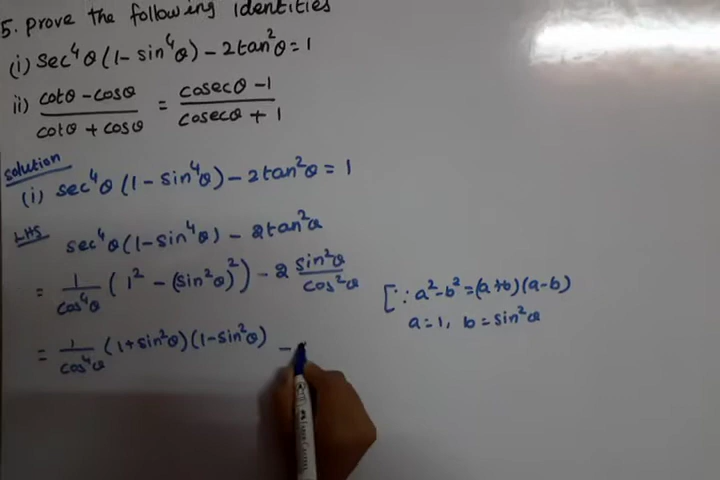 5. prove the following identities
(i) sec⁴θ(1-sin⁴θ)-2tan²θ=1
ii) (cotθ-cosθ)/(cotθ+cosθ) = (cosecθ-1)/(cosecθ+1)
Solution
(i) sec⁴θ(1-sin⁴θ)-2tan²θ=1
LHS
sec⁴θ(1-sin⁴θ)-2tan²θ
= 1/cos⁴θ (1²-(sin²θ)²)-2 sin²θ/cos²θ
[∵ a²-b²=(a+b)(a-b)
a=1, b=sin²θ
= 1/cos⁴θ (1+sin²θ)(1-sin²θ) -